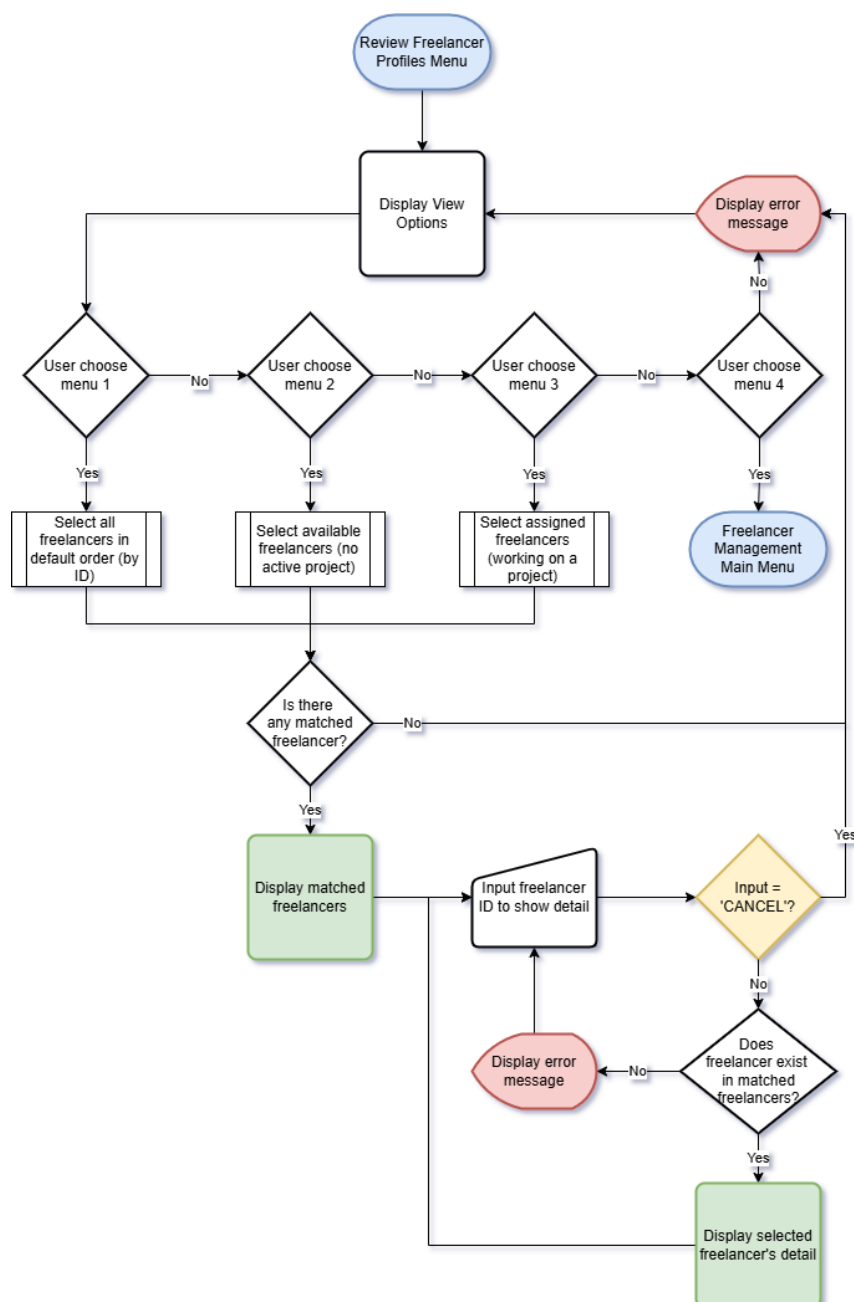 Review Freelancer
Profiles Menu
Display View
Options
Display error
message
No
User choose
menu 1
No
User choose
menu 2
No
User choose
menu 3
No
User choose
menu 4
Yes
Yes
Yes
Yes
Select all
freelancers in
default order (by
ID)
Select available
freelancers (no
active project)
Select assigned
freelancers
(working on a
project)
Freelancer
Management
Main Menu
Is there
any matched
freelancer?
No
Yes
Yes
Display matched
freelancers
Input freelancer
ID to show detail
Input =
'CANCEL'?
No
Display error
message
No
Does
freelancer exist
in matched
freelancers?
Yes
Display selected
freelancer's detail